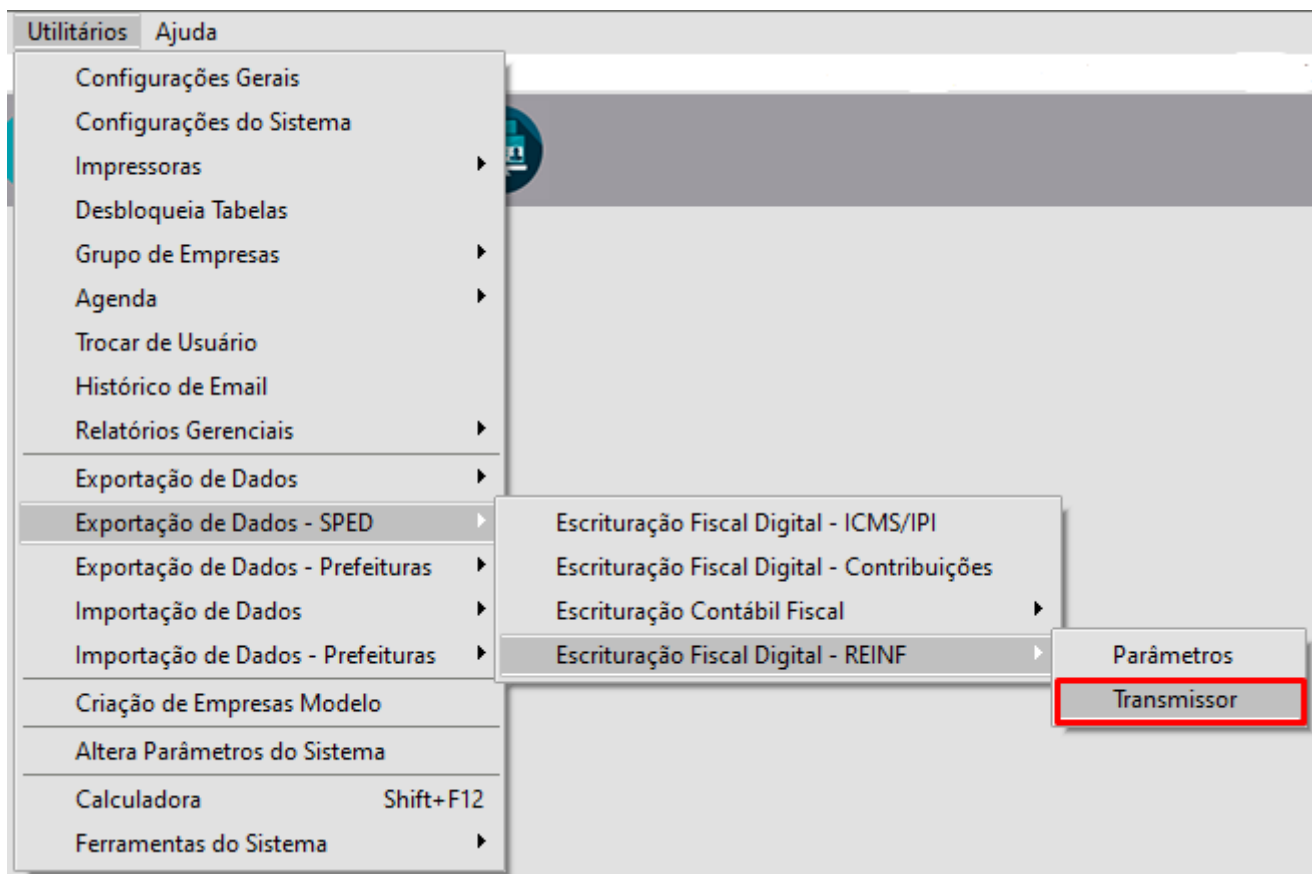 Utilitários Ajuda
Configurações Gerais
Configurações do Sistema
Impressoras
Desbloqueia Tabelas
Grupo de Empresas
Agenda
Trocar de Usuário
Histórico de Email
Relatórios Gerenciais
Exportação de Dados
Exportação de Dados - SPED
Exportação de Dados - Prefeituras
Importação de Dados
Importação de Dados - Prefeituras
Criação de Empresas Modelo
Altera Parâmetros do Sistema
Calculadora Shift+F12
Ferramentas do Sistema
Escrituração Fiscal Digital - ICMS/IPI
Escrituração Fiscal Digital - Contribuições
Escrituração Contábil Fiscal
Escrituração Fiscal Digital - REINF
Parâmetros
Transmissor